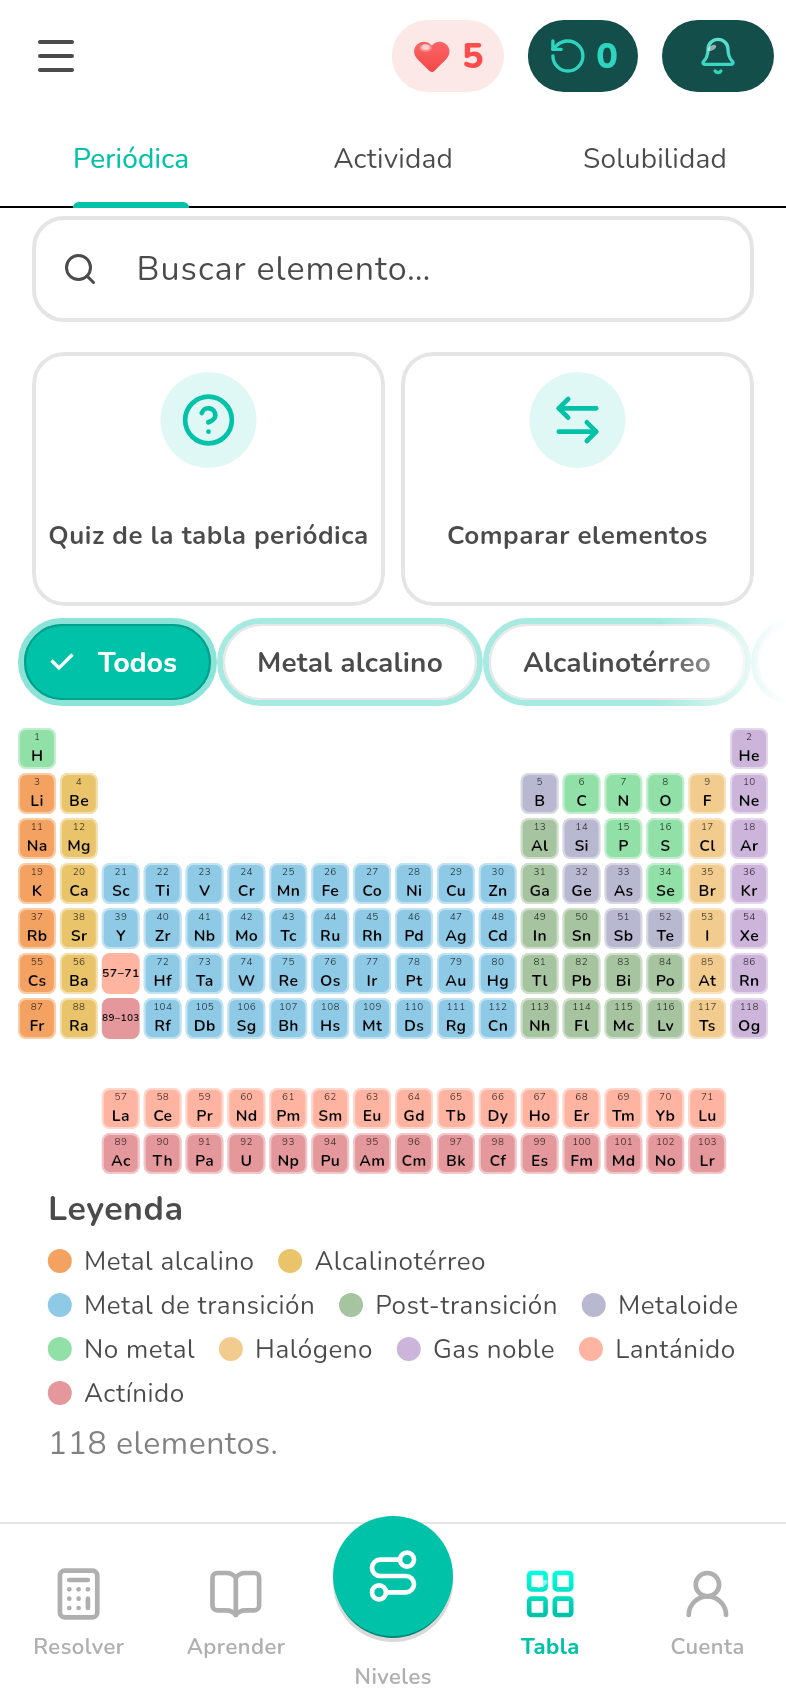 5 0
Periódica Actividad Solubilidad
Buscar elemento...
Quiz de la tabla periódica Comparar elementos
Todos Metal alcalino Alcalinotérreo
1 2
H He
3 4 5 6 7 8 9 10
Li Be B C N O F Ne
11 12 13 14 15 16 17 18
Na Mg Al Si P S Cl Ar
19 20 21 22 23 24 25 26 27 28 29 30 31 32 33 34 35 36
K Ca Sc Ti V Cr Mn Fe Co Ni Cu Zn Ga Ge As Se Br Kr
37 38 39 40 41 42 43 44 45 46 47 48 49 50 51 52 53 54
Rb Sr Y Zr Nb Mo Tc Ru Rh Pd Ag Cd In Sn Sb Te I Xe
55 56 72 73 74 75 76 77 78 79 80 81 82 83 84 85 86
Cs Ba 57–71 Hf Ta W Re Os Ir Pt Au Hg Tl Pb Bi Po At Rn
87 88 104 105 106 107 108 109 110 111 112 113 114 115 116 117 118
Fr Ra 89–103 Rf Db Sg Bh Hs Mt Ds Rg Cn Nh Fl Mc Lv Ts Og
57 58 59 60 61 62 63 64 65 66 67 68 69 70 71
La Ce Pr Nd Pm Sm Eu Gd Tb Dy Ho Er Tm Yb Lu
89 90 91 92 93 94 95 96 97 98 99 100 101 102 103
Ac Th Pa U Np Pu Am Cm Bk Cf Es Fm Md No Lr
Leyenda
Metal alcalino Alcalinotérreo
Metal de transición Post-transición Metaloide
No metal Halógeno Gas noble Lantánido
Actínido
118 elementos.
Resolver Aprender Niveles Tabla Cuenta